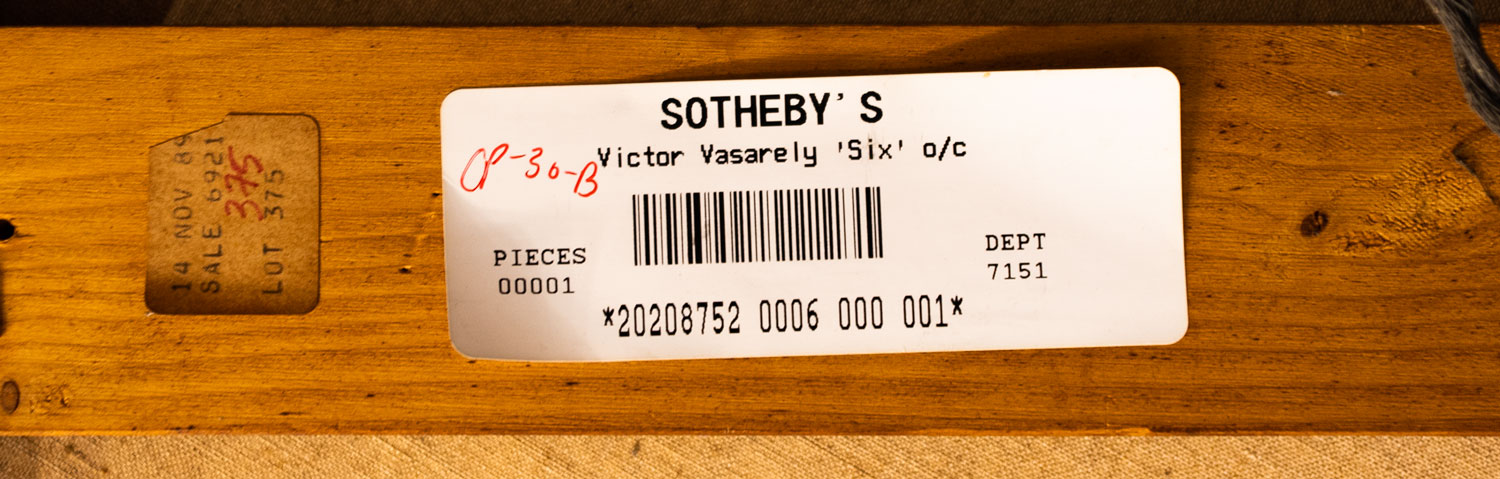 14 NOV 89
SALE 6921
375
LOT 375
SOTHEBY'S
Victor Vasarely 'Six' o/c
CP-30-B
PIECES
00001
DEPT
7151
*20208752 0006 000 001*